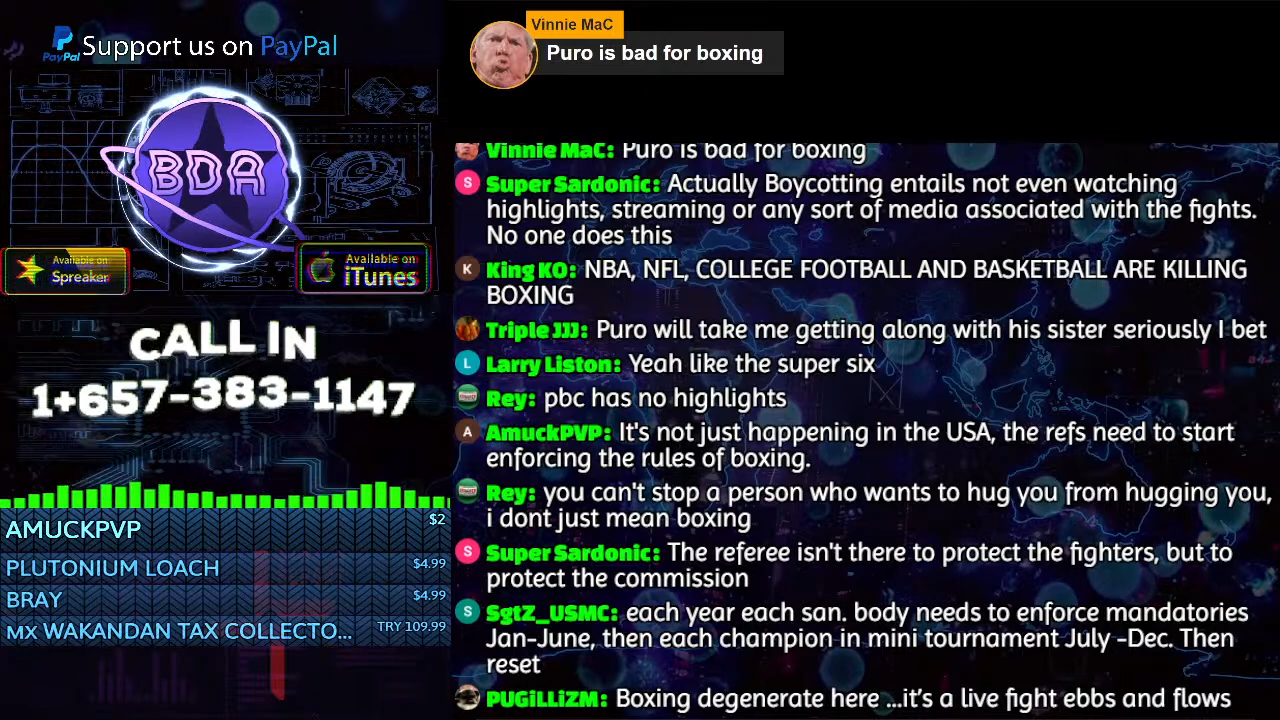 PayPal
Support us on PayPal
BDA
Available on
Spreaker
Available on
iTunes
CALL IN
1+657-383-1147
AMUCKPVP $2
PLUTONIUM LOACH $4.99
BRAY $4.99
MX WAKANDAN TAX COLLECTO... TRY 109.99
Vinnie MaC
Puro is bad for boxing
Vinnie MaC: Puro is bad for boxing
S Super Sardonic: Actually Boycotting entails not even watching
highlights, streaming or any sort of media associated with the fights.
No one does this
K King KO: NBA, NFL, COLLEGE FOOTBALL AND BASKETBALL ARE KILLING
BOXING
Triple JJJ: Puro will take me getting along with his sister seriously I bet
L Larry Liston: Yeah like the super six
Rey: pbc has no highlights
A AmuckPVP: It's not just happening in the USA, the refs need to start
enforcing the rules of boxing.
Rey: you can't stop a person who wants to hug you from hugging you,
i dont just mean boxing
S Super Sardonic: The referee isn't there to protect the fighters, but to
protect the commission
S SgtZ_USMC: each year each san. body needs to enforce mandatories
Jan-June, then each champion in mini tournament July -Dec. Then
reset
PUGiLLiZM: Boxing degenerate here ...it's a live fight ebbs and flows